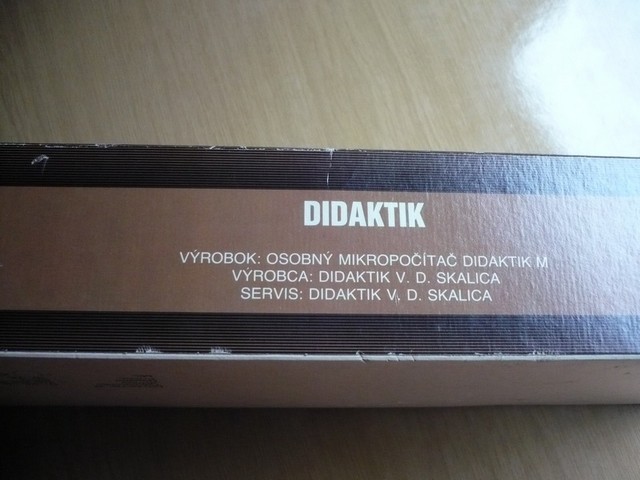 DIDAKTIK
VÝROBOK: OSOBNÝ MIKROPOČÍTAČ DIDAKTIK M
VÝROBCA: DIDAKTIK V. D. SKALICA
SERVIS: DIDAKTIK V. D. SKALICA